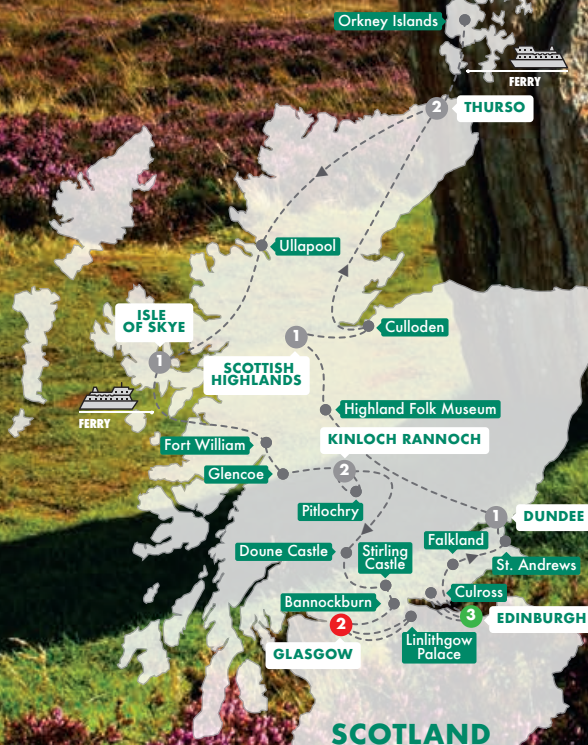 Orkney Islands
FERRY
2
THURSO
Ullapool
ISLE
OF SKYE
1
1
Culloden
SCOTTISH
HIGHLANDS
FERRY
Highland Folk Museum
KINLOCH RANNOCH
Fort William
2
Glencoe
Pitlochry
1
DUNDEE
Falkland
Doune Castle
Stirling
Castle
St. Andrews
Culross
Bannockburn
2
3
EDINBURGH
GLASGOW
Linlithgow
Palace
SCOTLAND